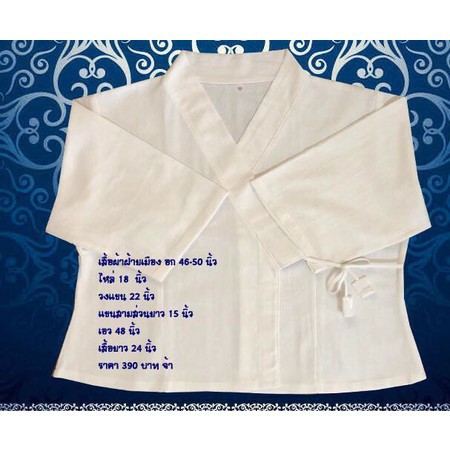 เสื้อผ้าฝ้ายเมือง อก 46-50 นิ้ว
ไหล่ 18 นิ้ว
วงแขน 22 นิ้ว
แขนสามส่วนยาว 15 นิ้ว
เอว 48 นิ้ว
เสื้อยาว 24 นิ้ว
ราคา 390 บาท จ้า